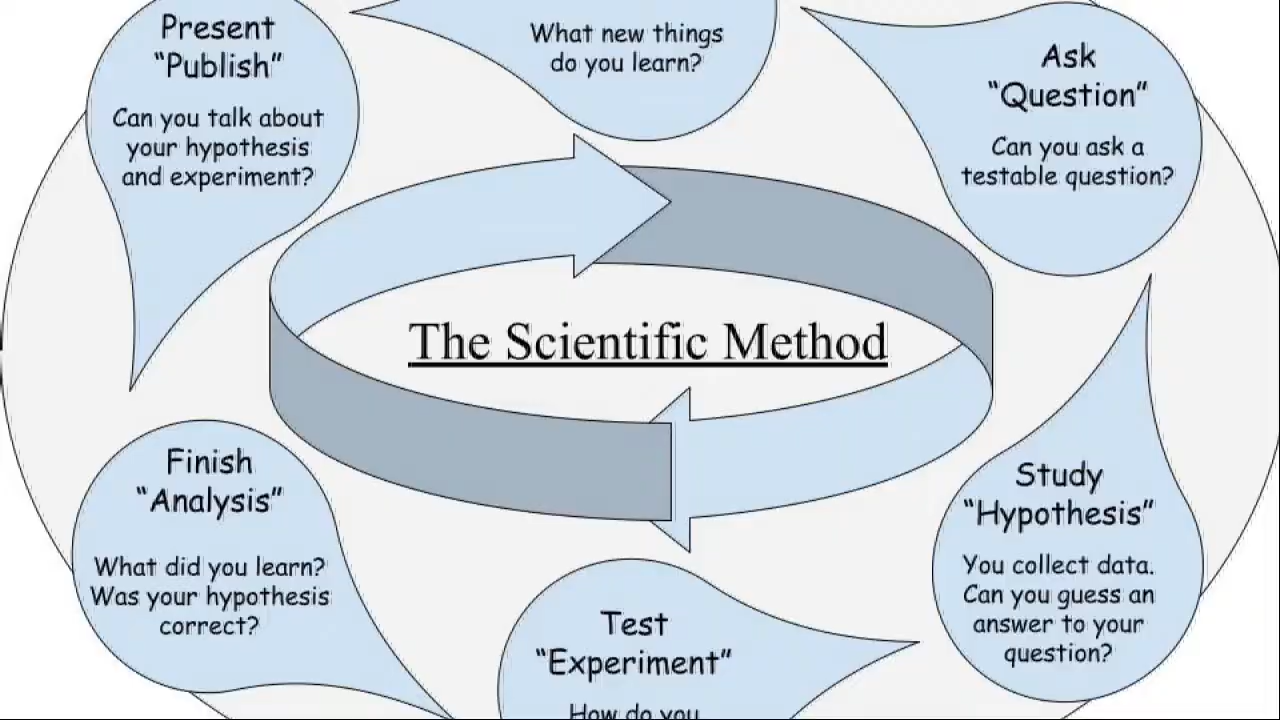 Present
“Publish”
Can you talk about
your hypothesis
and experiment?
What new things
do you learn?
Ask
“Question”
Can you ask a
testable question?
The Scientific Method
Finish
“Analysis”
What did you learn?
Was your hypothesis
correct?
Test
“Experiment”
How do you
Study
“Hypothesis”
You collect data.
Can you guess an
answer to your
question?